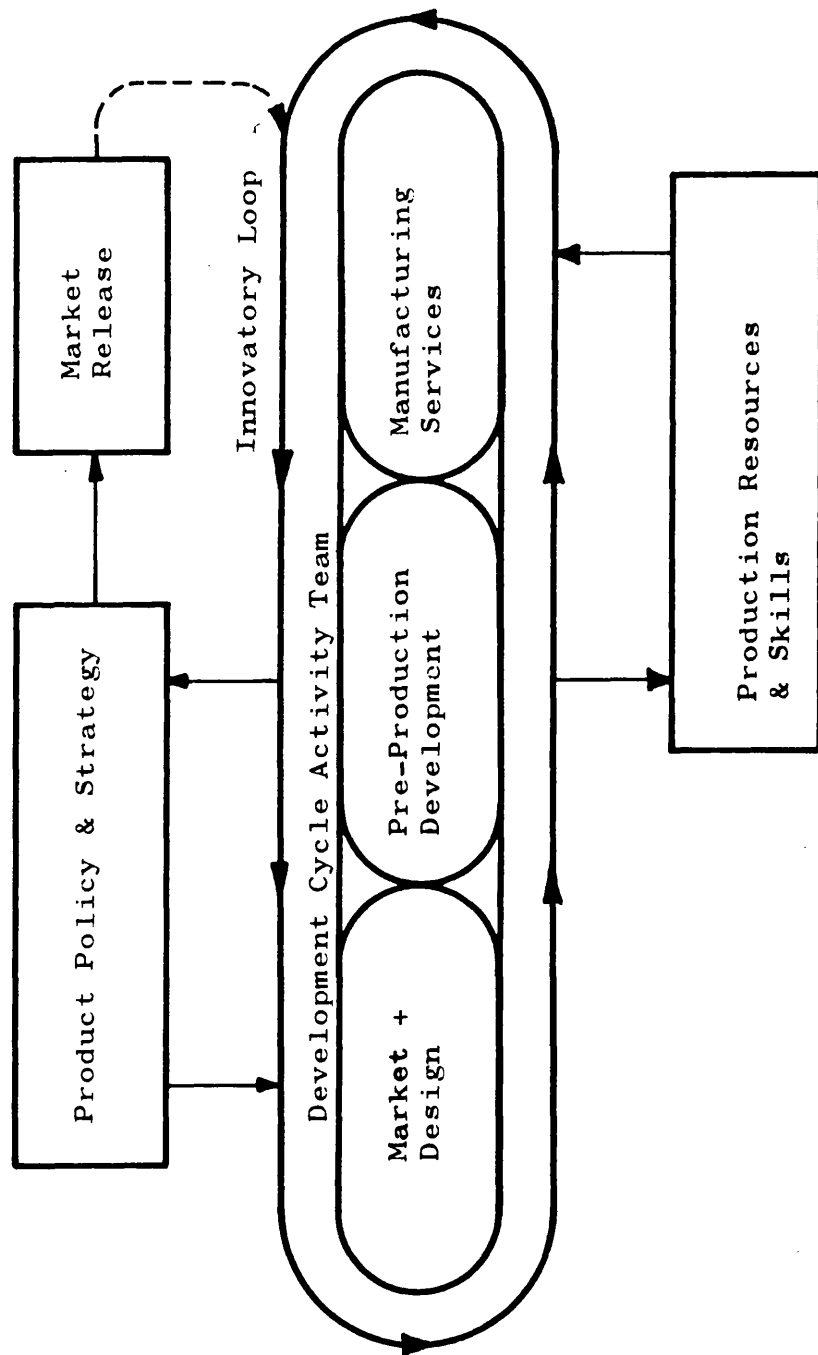 Product Policy & Strategy
Market
Release
Innovatory Loop
Development Cycle Activity Team
Market +
Design
Pre-Production
Development
Manufacturing
Services
Production Resources
& Skills